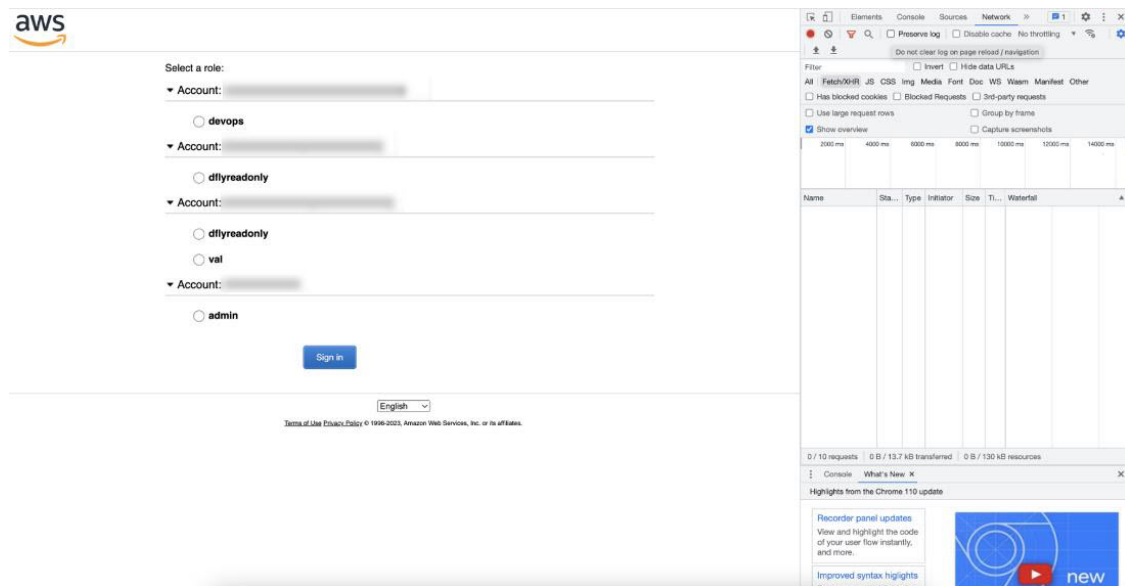 aws
Select a role:
Account:
devops
Account:
dflyreadonly
Account:
dflyreadonly
val
Account:
admin
Sign in
English
Terms of Use Privacy Policy © 1996-2023, Amazon Web Services, Inc. or its affiliates.
Elements Console Sources Network » 1
Preserve log Disable cache No throttling
Do not clear log on page reload / navigation
Filter Invert Hide data URLs
All Fetch/XHR JS CSS Img Media Font Doc WS Wasm Manifest Other
Has blocked cookies Blocked Requests 3rd-party requests
Use large request rows Group by frame
Show overview Capture screenshots
2000 ms 4000 ms 6000 ms 8000 ms 10000 ms 12000 ms 14000 ms
Name Sta... Type Initiator Size Ti... Waterfall
0 / 10 requests 0 B / 13.7 kB transferred 0 B / 130 kB resources
Console What's New ×
Highlights from the Chrome 110 update
Recorder panel updates
View and highlight the code
of your user flow instantly,
and more.
Improved syntax higlights
new